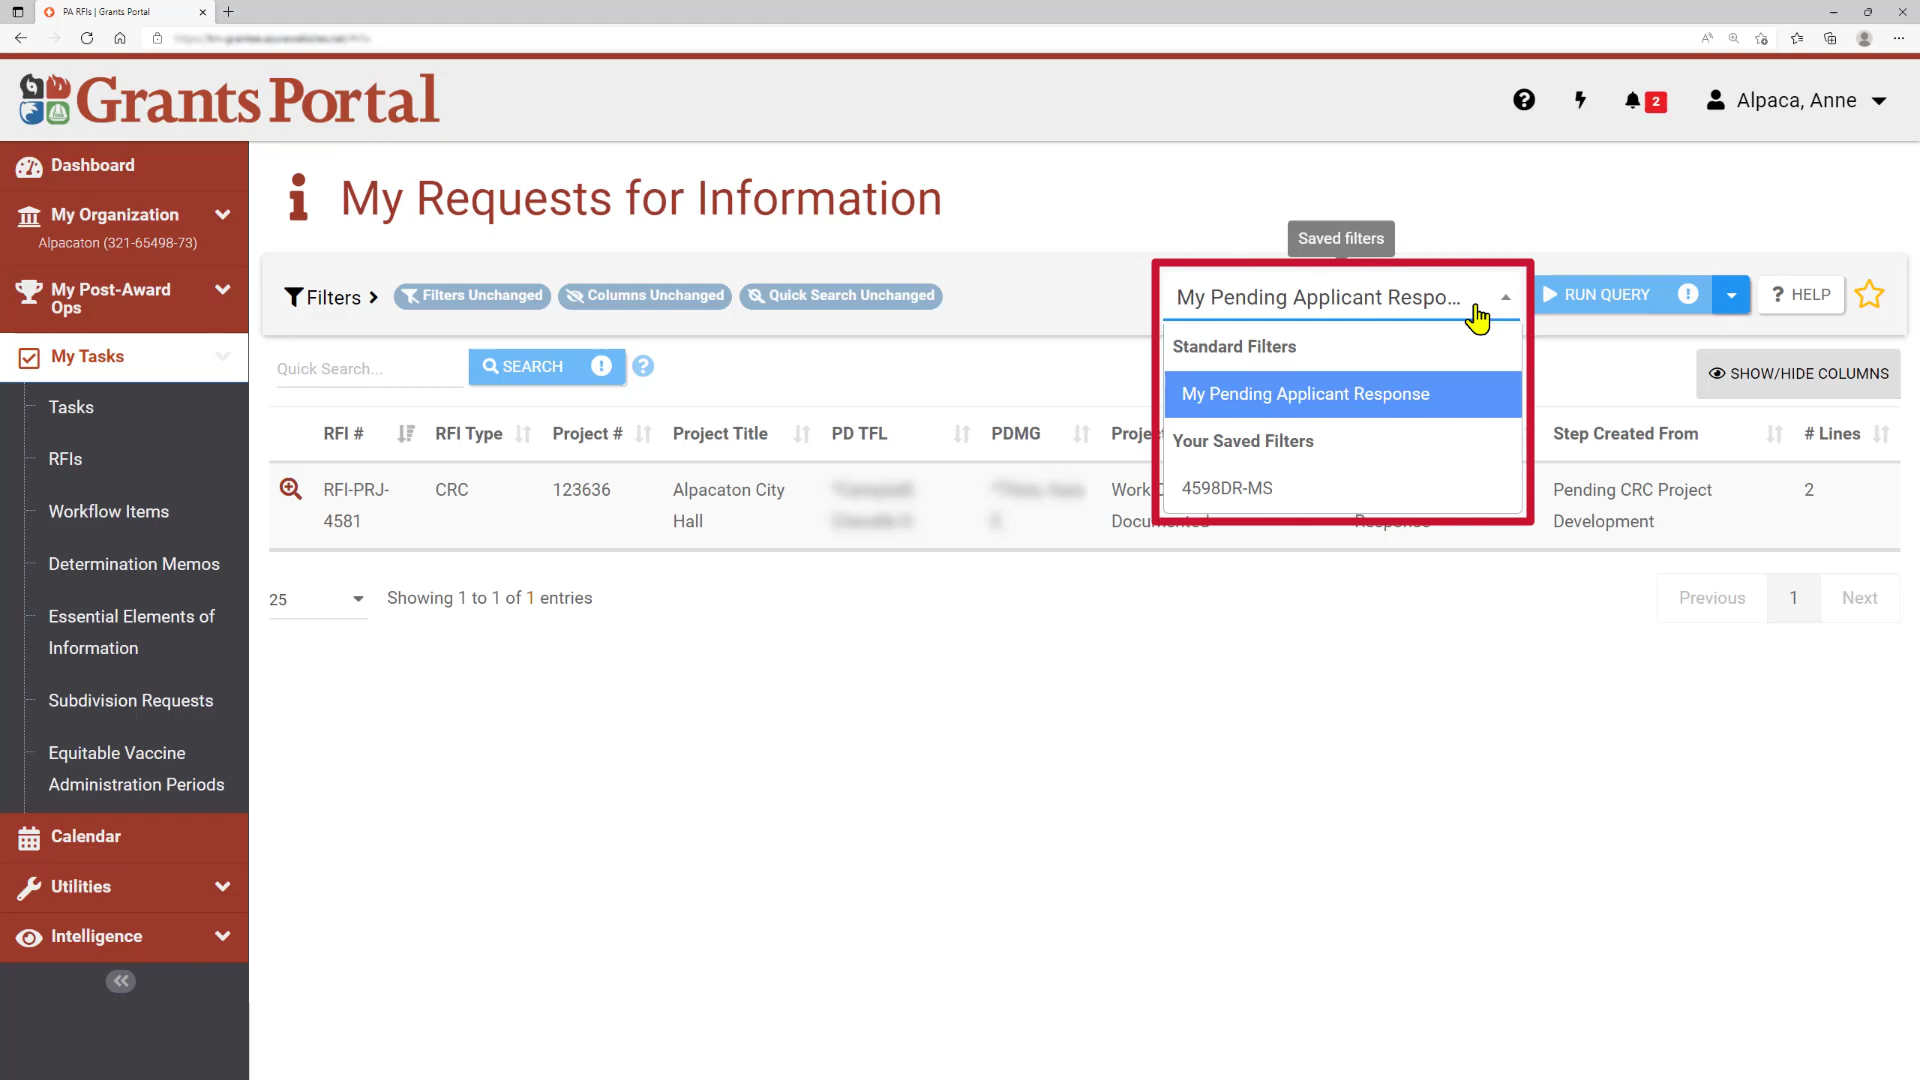 PA RFIs | Grants Portal
Grants Portal
2
Alpaca, Anne
Dashboard
My Organization
Alpacaton (321-65498-73)
My Post-Award
Ops
My Tasks
Tasks
RFIs
Workflow Items
Determination Memos
Essential Elements of
Information
Subdivision Requests
Equitable Vaccine
Administration Periods
Calendar
Utilities
Intelligence
My Requests for Information
Saved filters
Filters
Filters Unchanged
Columns Unchanged
Quick Search Unchanged
My Pending Applicant Respo...
RUN QUERY
? HELP
Standard Filters
My Pending Applicant Response
Your Saved Filters
4598DR-MS
Quick Search...
SEARCH
SHOW/HIDE COLUMNS
RFI # RFI Type Project # Project Title PD TFL PDMG Projec Step Created From # Lines
RFI-PRJ- CRC 123636 Alpacaton City Work Pending CRC Project 2
4581 Hall Documented Response Development
25 Showing 1 to 1 of 1 entries
Previous 1 Next